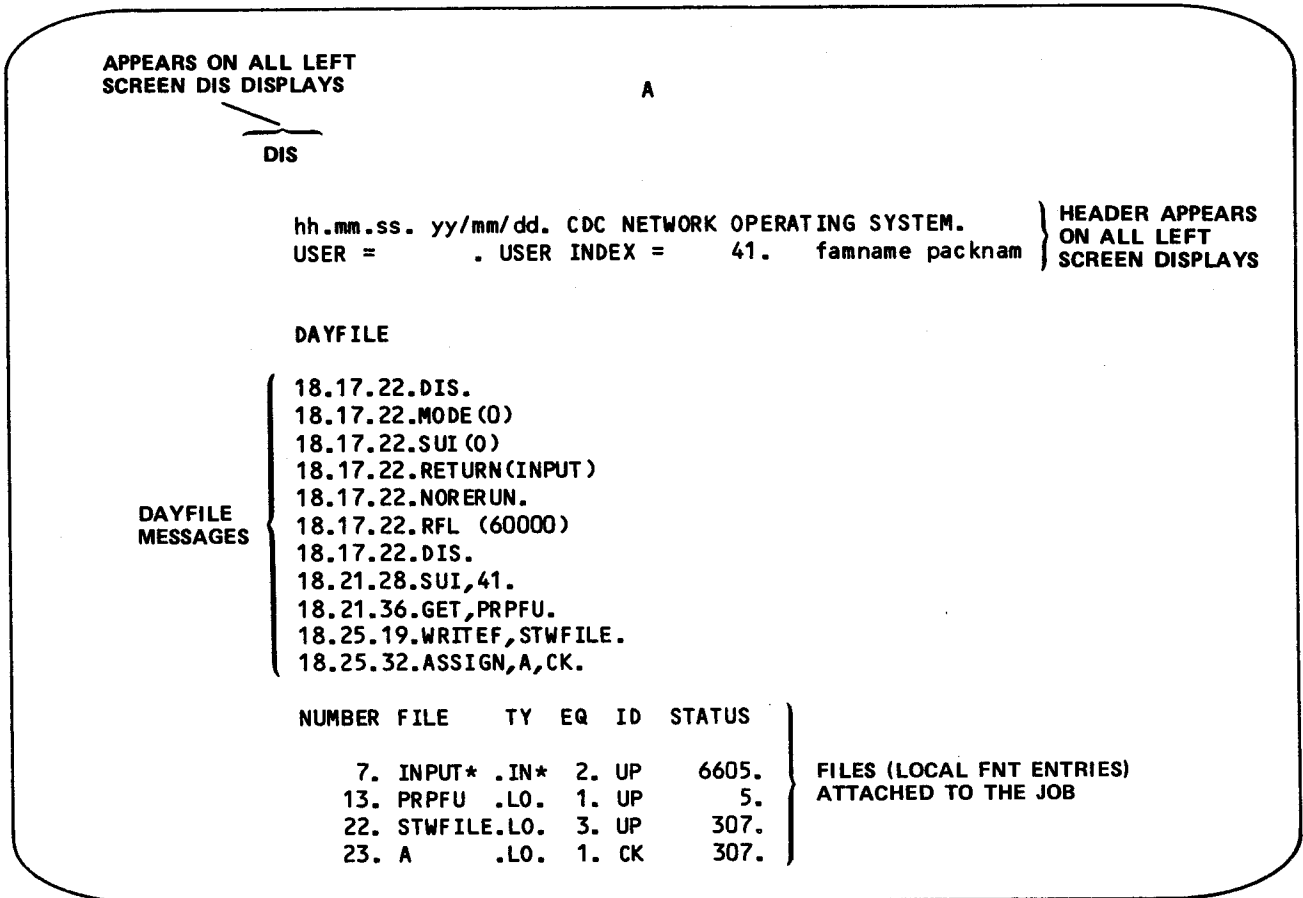 APPEARS ON ALL LEFT
SCREEN DIS DISPLAYS
A
DIS
hh.mm.ss. yy/mm/dd. CDC NETWORK OPERATING SYSTEM.
USER =       . USER INDEX =     41.   famname packnam
HEADER APPEARS
ON ALL LEFT
SCREEN DISPLAYS
DAYFILE
DAYFILE
MESSAGES
18.17.22.DIS.
18.17.22.MODE(0)
18.17.22.SUI(0)
18.17.22.RETURN(INPUT)
18.17.22.NORERUN.
18.17.22.RFL (60000)
18.17.22.DIS.
18.21.28.SUI,41.
18.21.36.GET,PRPFU.
18.25.19.WRITEF,STWFILE.
18.25.32.ASSIGN,A,CK.
NUMBER FILE   TY  EQ  ID  STATUS
7. INPUT* .IN*  2. UP    6605.
13. PRPFU  .LO.  1. UP       5.
22. STWFILE.LO.  3. UP     307.
23. A      .LO.  1. CK     307.
FILES (LOCAL FNT ENTRIES)
ATTACHED TO THE JOB